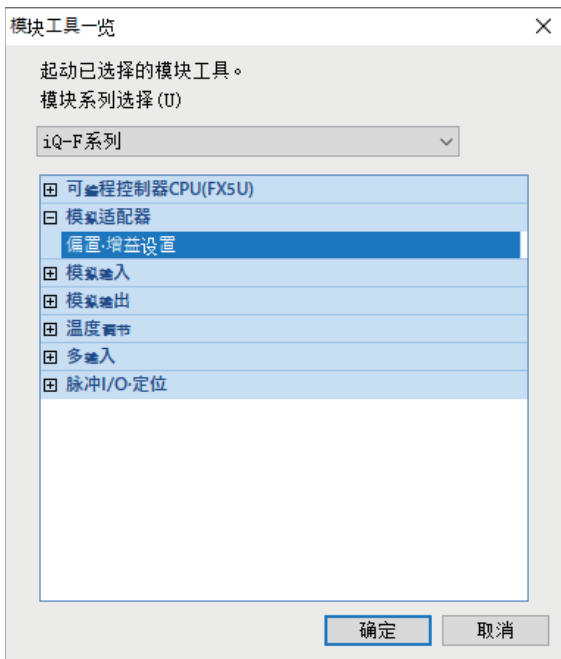 模块工具一览
起动已选择的模块工具。
模块系列选择(U)
iQ-F系列
可编程控制器CPU(FX5U)
模拟适配器
偏置·增益设置
模拟输入
模拟输出
温度调节
多输入
脉冲I/O·定位
确定
取消